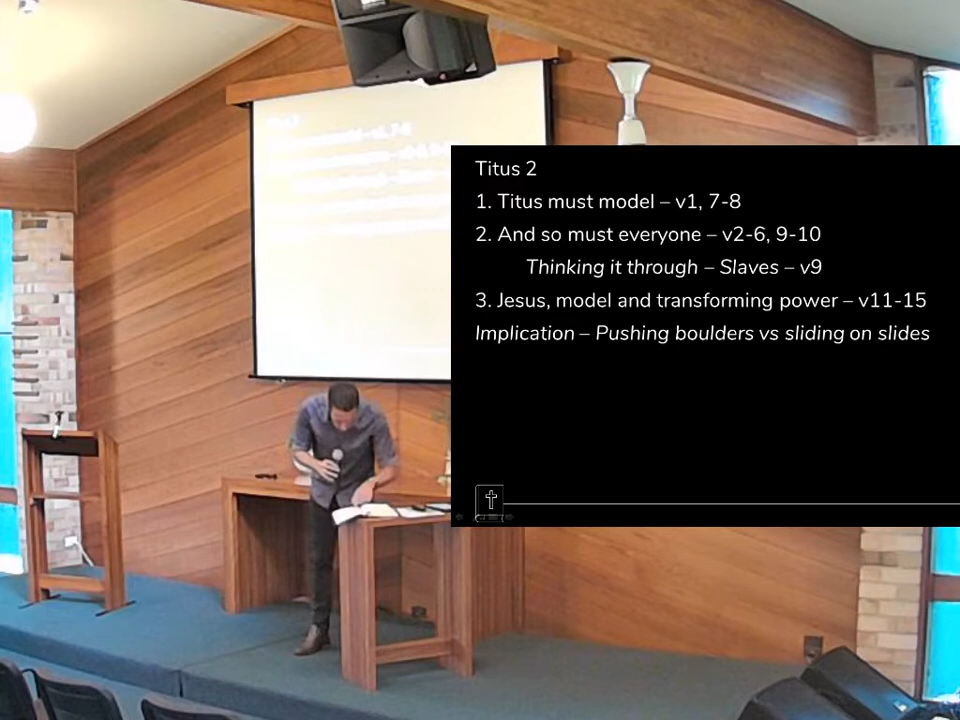 Titus 2
1. Titus must model – v1, 7-8
2. And so must everyone – v2-6, 9-10
Thinking it through – Slaves – v9
3. Jesus, model and transforming power – v11-15
Implication – Pushing boulders vs sliding on slides